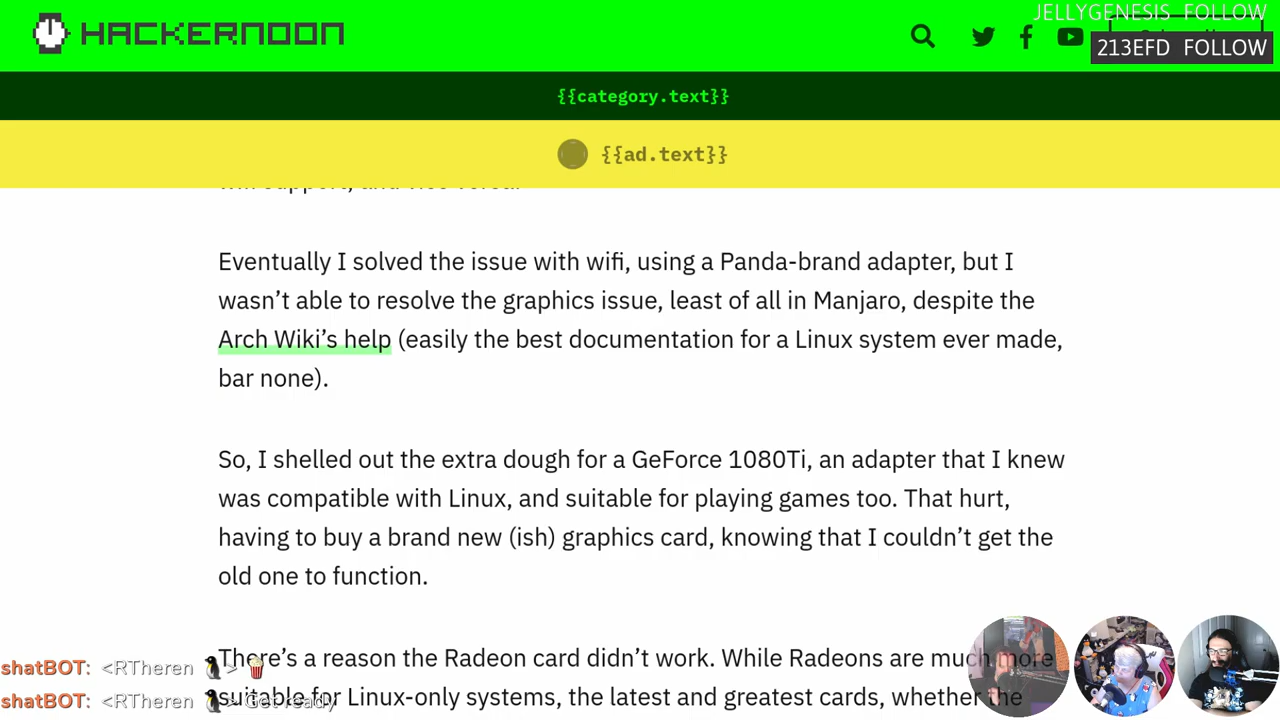 HACKERNOON
JELLYGENESIS FOLLOW
213EFD FOLLOW
{{category.text}}
{{ad.text}}
Eventually I solved the issue with wifi, using a Panda-brand adapter, but I
wasn’t able to resolve the graphics issue, least of all in Manjaro, despite the
Arch Wiki’s help (easily the best documentation for a Linux system ever made,
bar none).
So, I shelled out the extra dough for a GeForce 1080Ti, an adapter that I knew
was compatible with Linux, and suitable for playing games too. That hurt,
having to buy a brand new (ish) graphics card, knowing that I couldn’t get the
old one to function.
There’s a reason the Radeon card didn’t work. While Radeons are much more
suitable for Linux-only systems, the latest and greatest cards, whether the
shatBOT: <RTheren 🐧> 🍿
shatBOT: <RTheren 🐧> Get ready